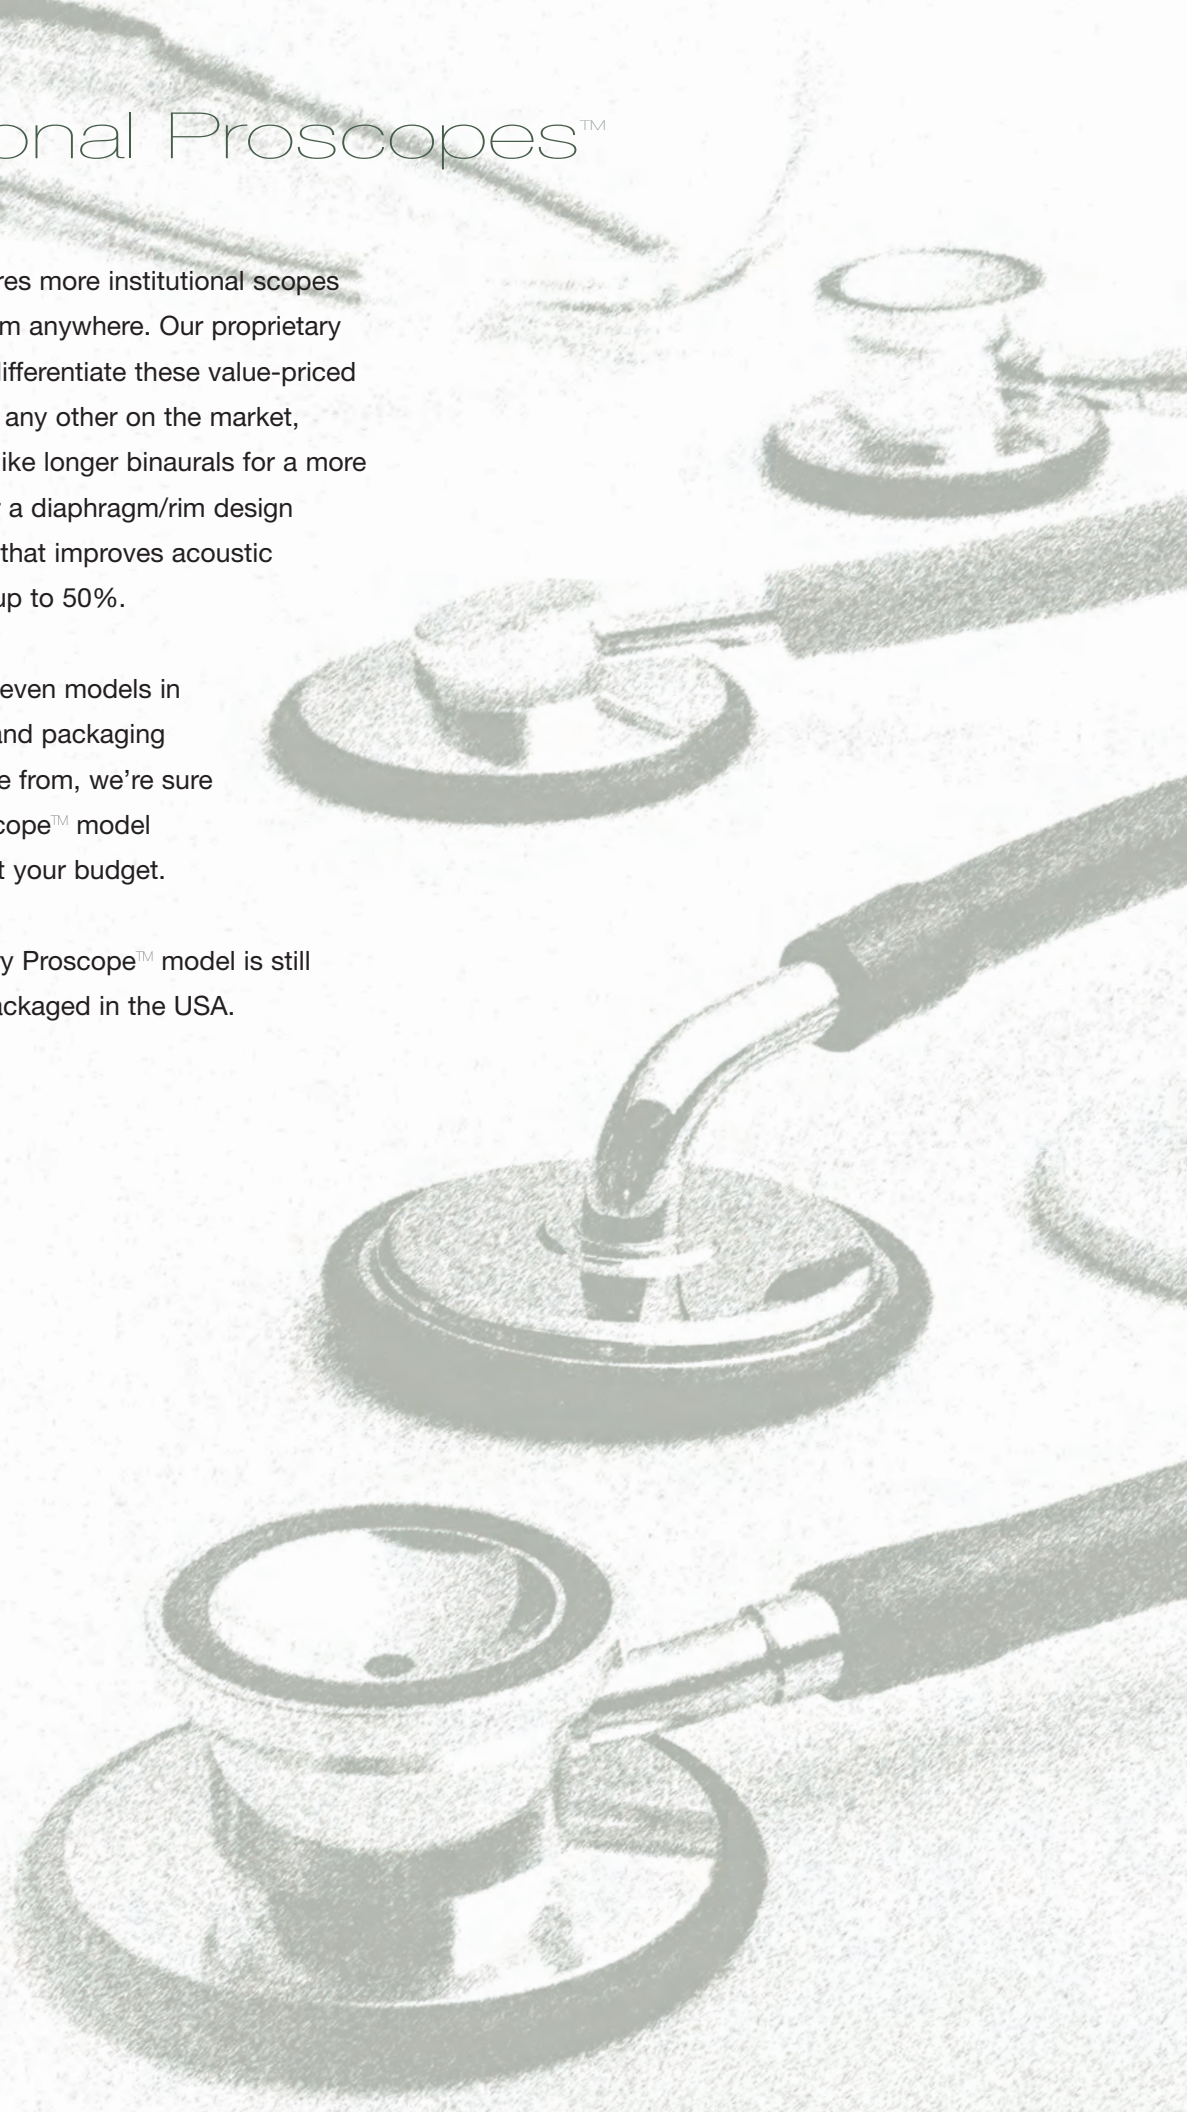 onal Proscopes™
res more institutional scopes
m anywhere. Our proprietary
ifferentiate these value-priced
any other on the market,
ike longer binaurals for a more
a diaphragm/rim design
that improves acoustic
up to 50%.
even models in
nd packaging
e from, we're sure
cope™ model
t your budget.
y Proscope™ model is still
ackaged in the USA.